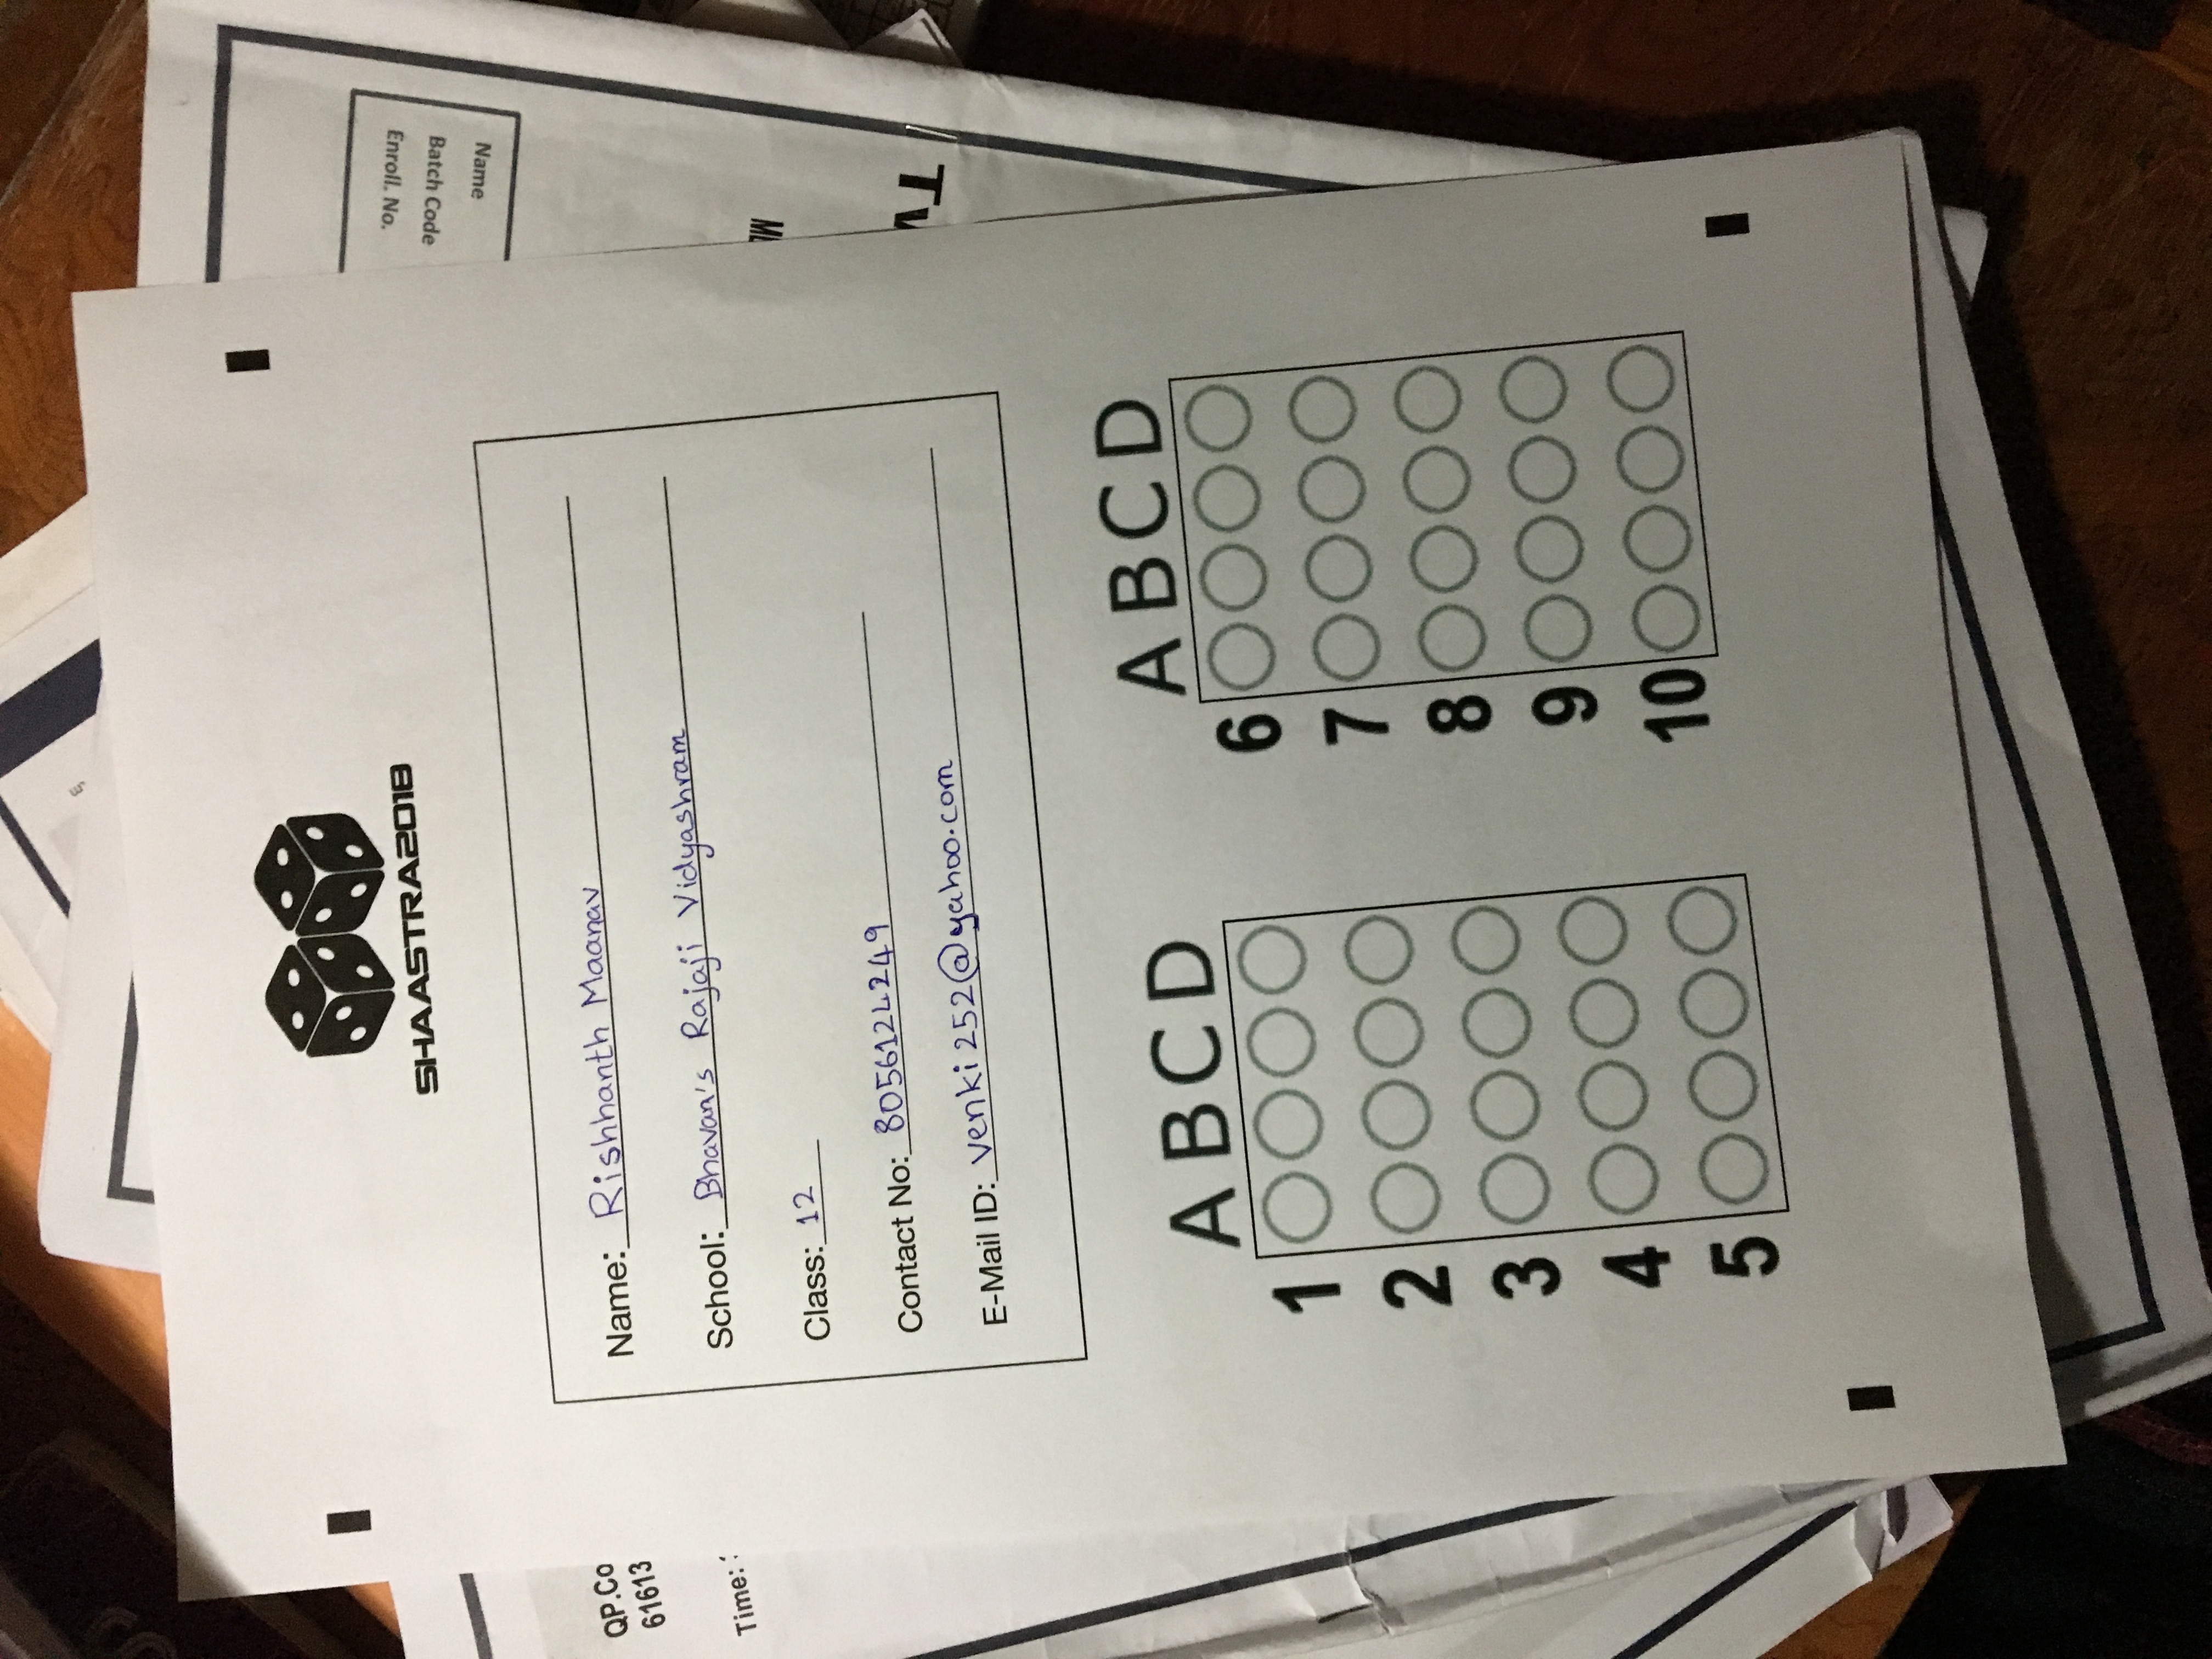 SHAASTRA2018
Name: Rishhanth Maanav
School: Bhavan's Rajaji Vidyashram
Class: 12
Contact No: 8056124249
E-Mail ID: venki252@yahoo.com
A B C D
1
2
3
4
5
A B C D
6
7
8
9
10
QP.Co
61613
Time:
Name
Batch Code
Enroll. No.